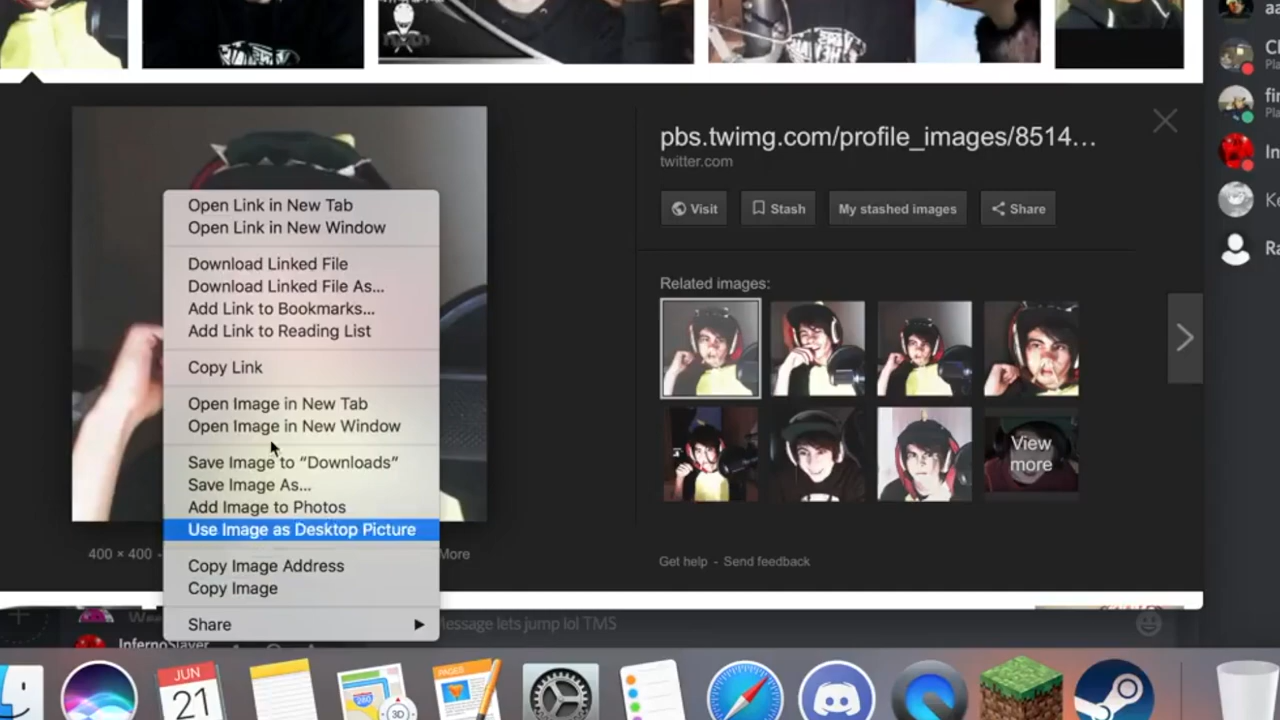 pbs.twimg.com/profile_images/8514…
twitter.com
Visit
Stash
My stashed images
Share
Related images:
View
more
Get help - Send feedback
Open Link in New Tab
Open Link in New Window
Download Linked File
Download Linked File As...
Add Link to Bookmarks...
Add Link to Reading List
Copy Link
Open Image in New Tab
Open Image in New Window
Save Image to “Downloads”
Save Image As...
Add Image to Photos
Use Image as Desktop Picture
Copy Image Address
Copy Image
Share
400 × 400 -
More
essage lets jump lol TMS
InfernoSlayer
JUN
21
PAGES
280
3D